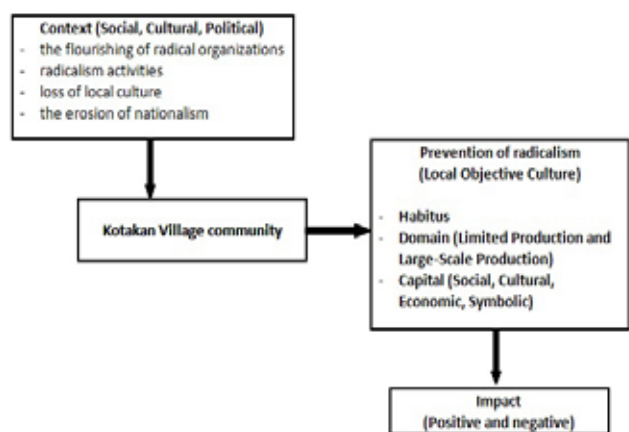 Context (Social, Cultural, Political)
- the flourishing of radical organizations
- radicalism activities
- loss of local culture
- the erosion of nationalism
Kotakan Village community
Prevention of radicalism
(Local Objective Culture)
- Habitus
- Domain (Limited Production and
Large-Scale Production)
- Capital (Social, Cultural,
Economic, Symbolic)
Impact
(Positive and negative)